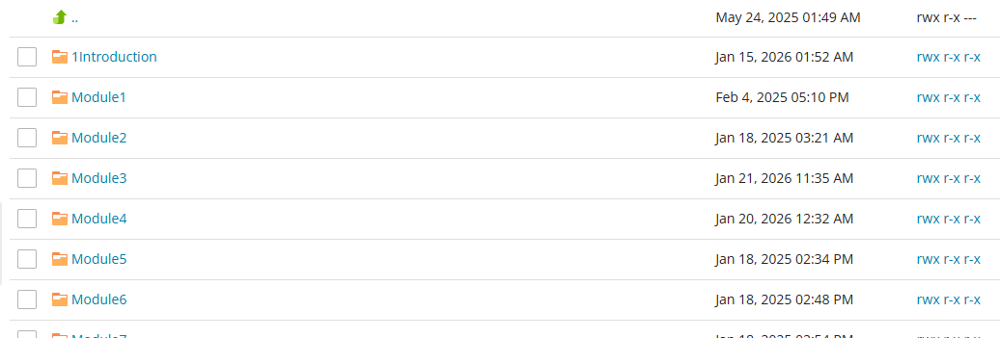 .. May 24, 2025 01:49 AM rwx r-x ---
1Introduction Jan 15, 2026 01:52 AM rwx r-x r-x
Module1 Feb 4, 2025 05:10 PM rwx r-x r-x
Module2 Jan 18, 2025 03:21 AM rwx r-x r-x
Module3 Jan 21, 2026 11:35 AM rwx r-x r-x
Module4 Jan 20, 2026 12:32 AM rwx r-x r-x
Module5 Jan 18, 2025 02:34 PM rwx r-x r-x
Module6 Jan 18, 2025 02:48 PM rwx r-x r-x